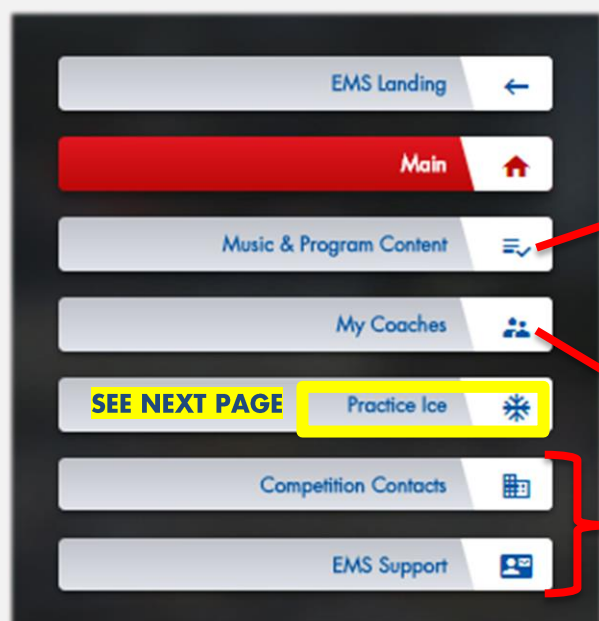 EMS Landing
Main
Music & Program Content
My Coaches
SEE NEXT PAGE Practice Ice
Competition Contacts
EMS Support